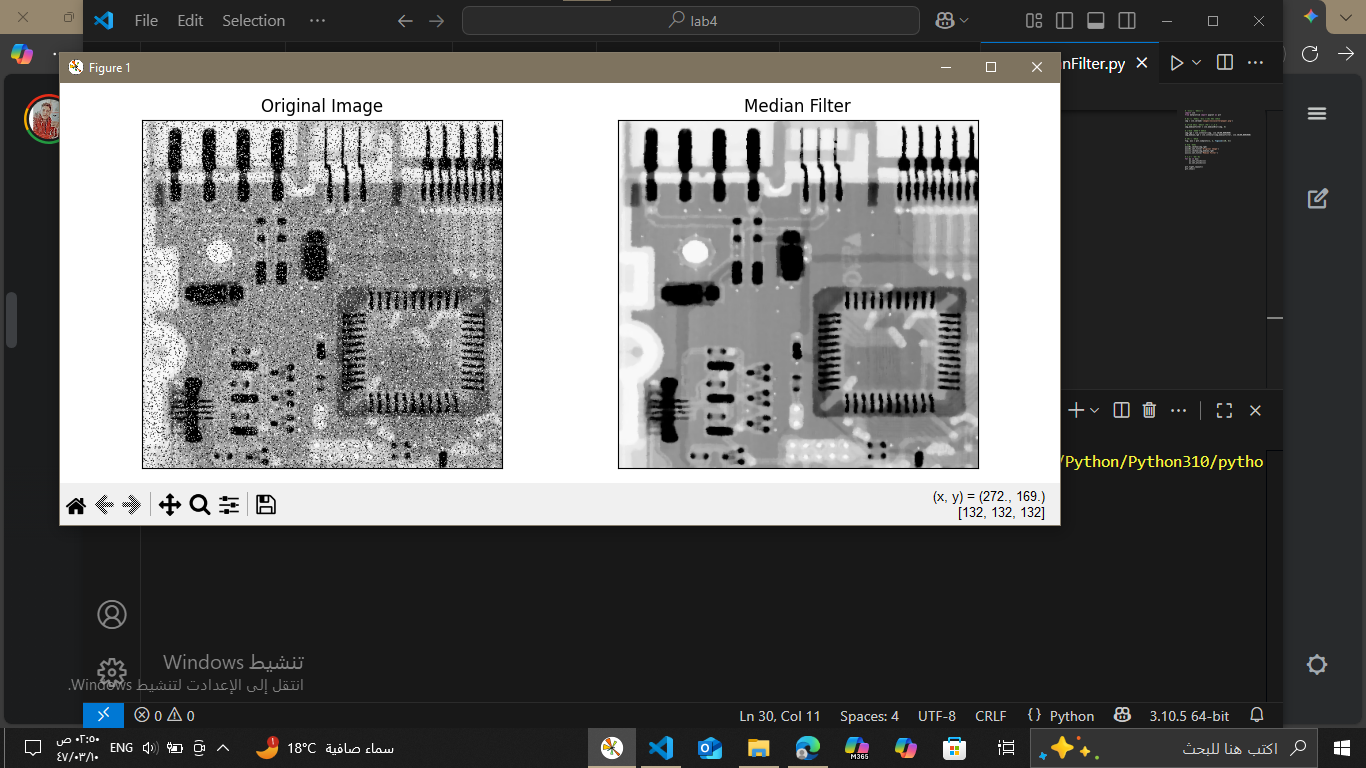 File Edit Selection ···
lab4
Figure 1
nFilter.py
Original Image
Median Filter
(x, y) = (272., 169.)
[132, 132, 132]
/Python/Python310/pytho
تنشيط Windows
انتقل إلى الإعدادات لتنشيط Windows.
0 0
Ln 30, Col 11 Spaces: 4 UTF-8 CRLF {} Python 3.10.5 64-bit
٠٢:٥٠ ص
٤٧/٠٣/١٠
ENG
18°C سماء صافية
1
M365
اكتب هنا للبحث